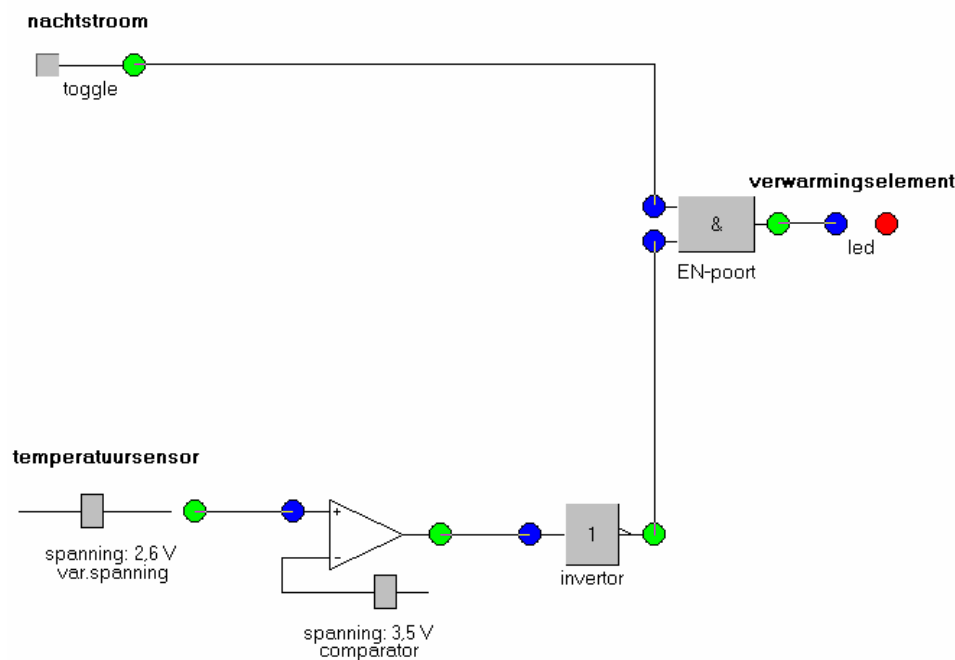 nachtstroom
toggle
verwarmingselement
&
led
EN-poort
temperatuursensor
+
-
1
spanning: 2,6 V
var.spanning
invertor
spanning: 3,5 V
comparator